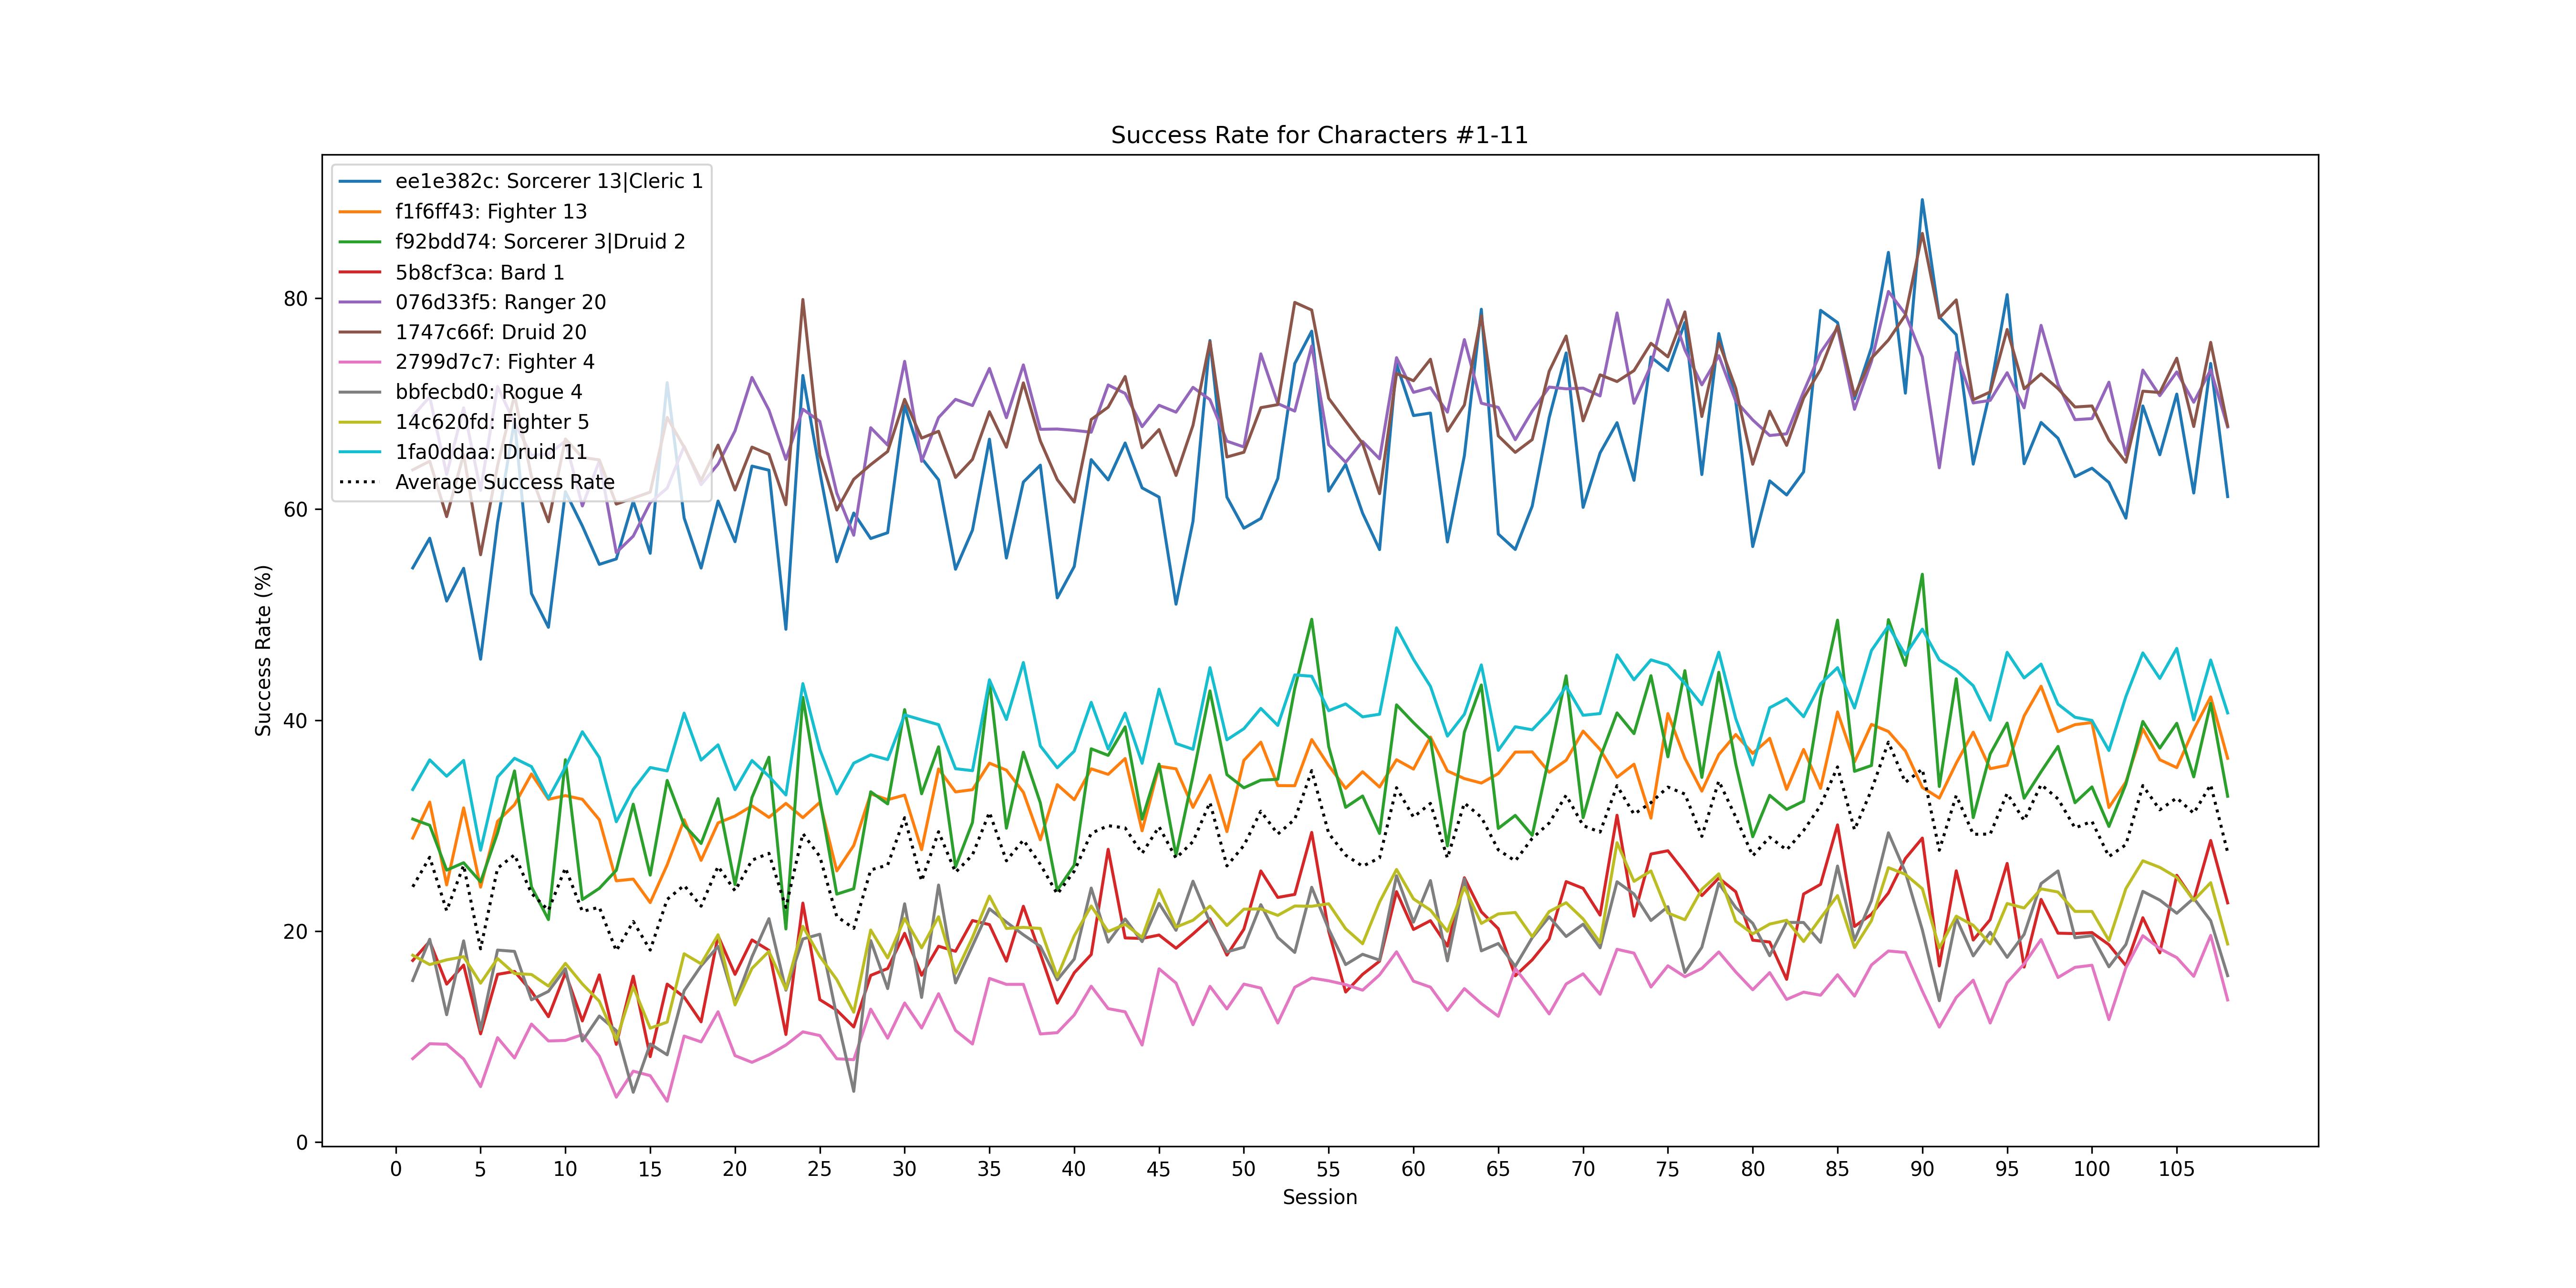 Success Rate for Characters #1-11
ee1e382c: Sorcerer 13|Cleric 1
f1f6ff43: Fighter 13
f92bdd74: Sorcerer 3|Druid 2
5b8cf3ca: Bard 1
076d33f5: Ranger 20
1747c66f: Druid 20
2799d7c7: Fighter 4
bbfecbd0: Rogue 4
14c620fd: Fighter 5
1fa0ddaa: Druid 11
Average Success Rate
Success Rate (%)
80
60
40
20
0
0 5 10 15 20 25 30 35 40 45 50 55 60 65 70 75 80 85 90 95 100 105
Session